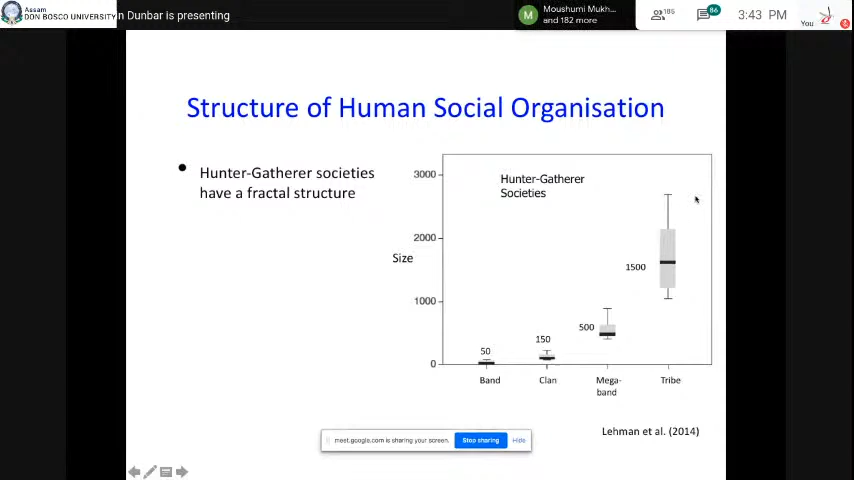 Assam
DON BOSCO UNIVERSITY
n Dunbar is presenting
M
Moushumi Mukh...
and 182 more
185
86
3:43 PM
You
Structure of Human Social Organisation
• Hunter-Gatherer societies
have a fractal structure
Hunter-Gatherer
Societies
3000
2000
Size
1000
0
50
150
500
1500
Band
Clan
Mega-
band
Tribe
Lehman et al. (2014)
meet.google.com is sharing your screen.
Stop sharing
Hide